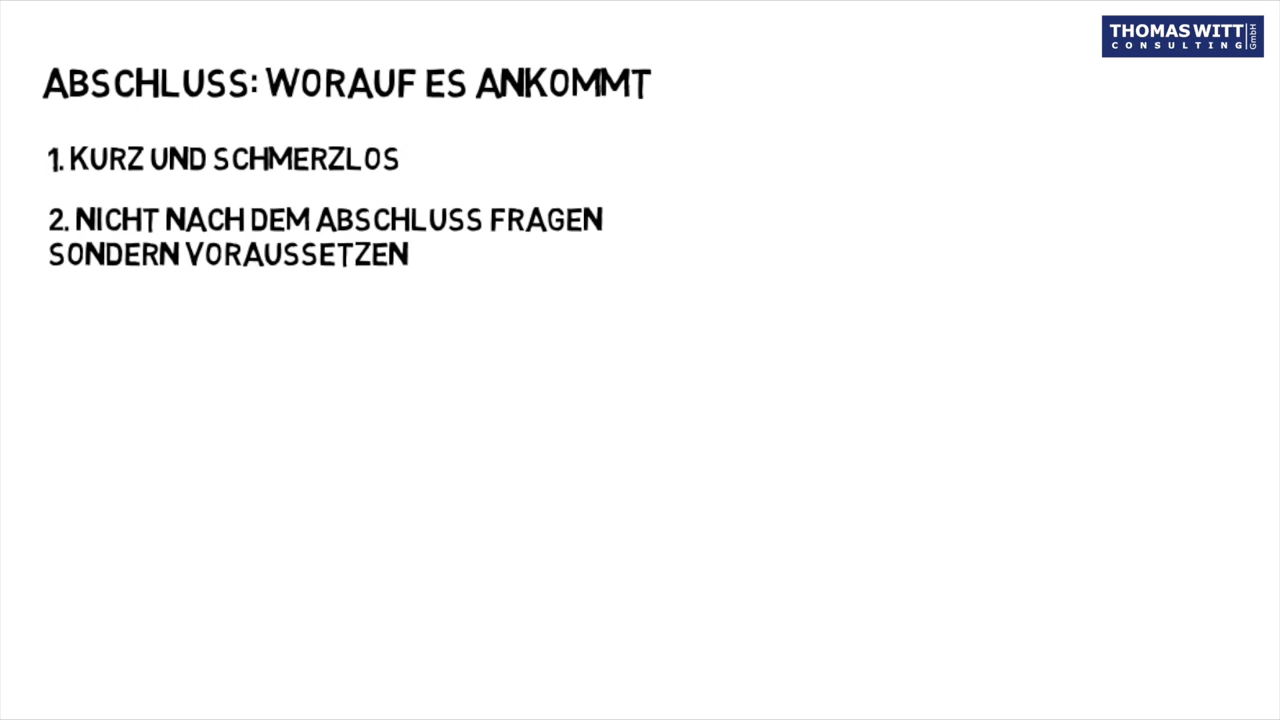 THOMAS WITT GmbH
CONSULTING
ABSCHLUSS: WORAUF ES ANKOMMT
1. KURZ UND SCHMERZLOS
2. NICHT NACH DEM ABSCHLUSS FRAGEN
SONDERN VORAUSSETZEN